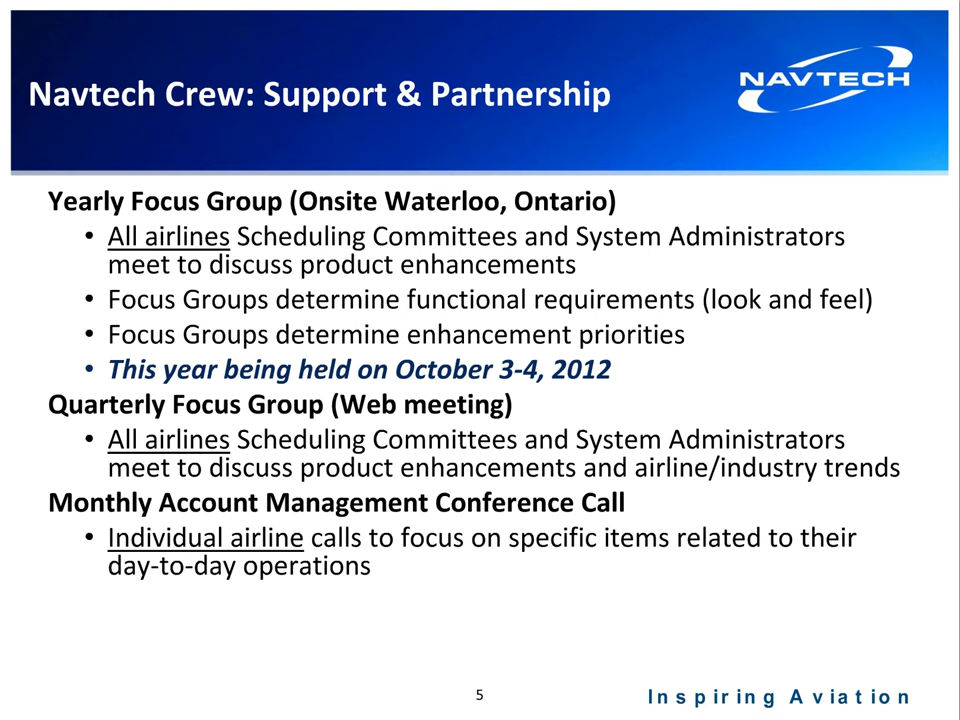 Navtech Crew: Support & Partnership
NAVTECH
Yearly Focus Group (Onsite Waterloo, Ontario)
• All airlines Scheduling Committees and System Administrators
meet to discuss product enhancements
• Focus Groups determine functional requirements (look and feel)
• Focus Groups determine enhancement priorities
• This year being held on October 3-4, 2012
Quarterly Focus Group (Web meeting)
• All airlines Scheduling Committees and System Administrators
meet to discuss product enhancements and airline/industry trends
Monthly Account Management Conference Call
• Individual airline calls to focus on specific items related to their
day-to-day operations
5
Inspiring Aviation